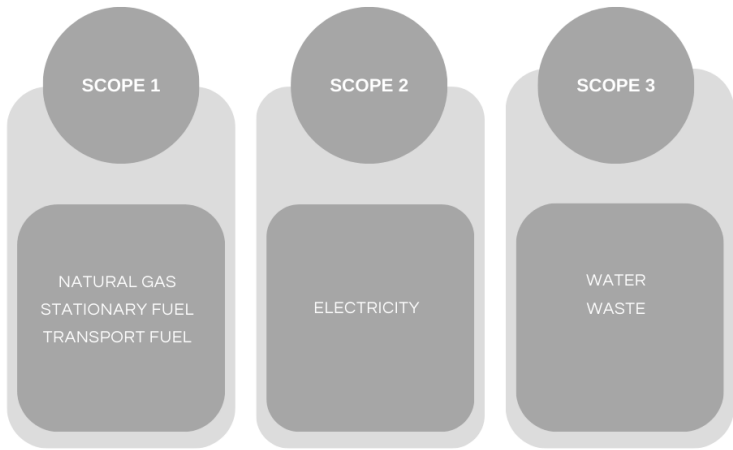 SCOPE 1
NATURAL GAS
STATIONARY FUEL
TRANSPORT FUEL
SCOPE 2
ELECTRICITY
SCOPE 3
WATER
WASTE